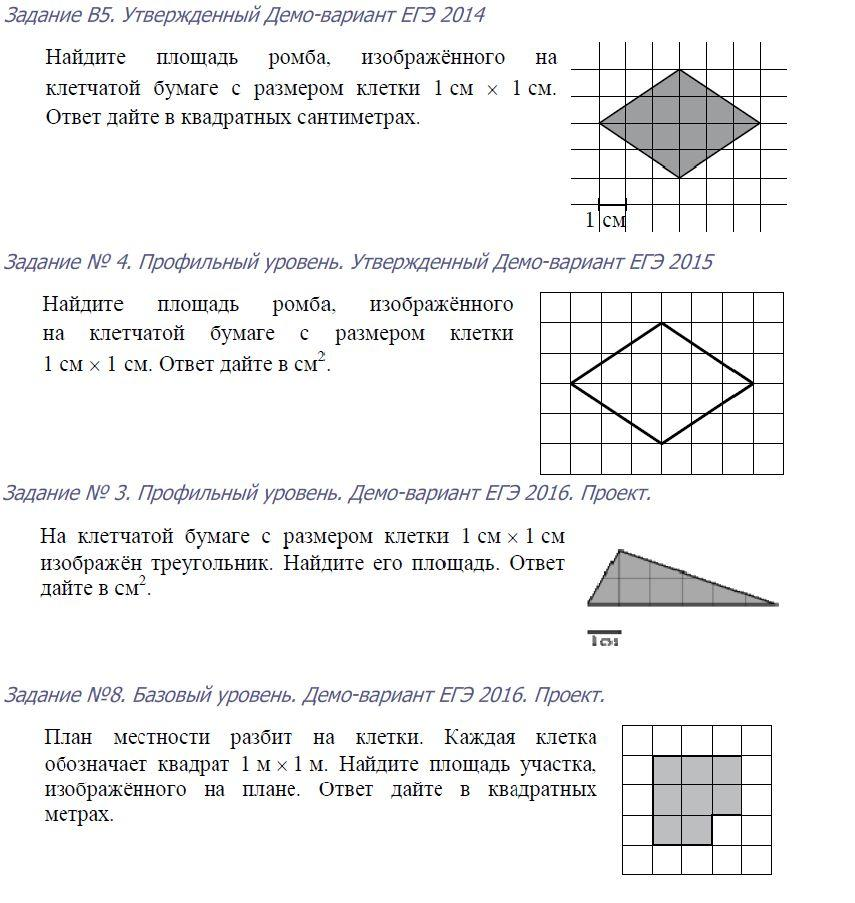 Задание В5. Утвержденный Демо-вариант ЕГЭ 2014
Найдите площадь ромба, изображённого на
клетчатой бумаге с размером клетки 1 см × 1 см.
Ответ дайте в квадратных сантиметрах.
1 см
Задание № 4. Профильный уровень. Утвержденный Демо-вариант ЕГЭ 2015
Найдите площадь ромба, изображённого
на клетчатой бумаге с размером клетки
1 см × 1 см. Ответ дайте в см².
Задание № 3. Профильный уровень. Демо-вариант ЕГЭ 2016. Проект.
На клетчатой бумаге с размером клетки 1 см × 1 см
изображён треугольник. Найдите его площадь. Ответ
дайте в см².
1см
Задание №8. Базовый уровень. Демо-вариант ЕГЭ 2016. Проект.
План местности разбит на клетки. Каждая клетка
обозначает квадрат 1 м × 1 м. Найдите площадь участка,
изображённого на плане. Ответ дайте в квадратных
метрах.